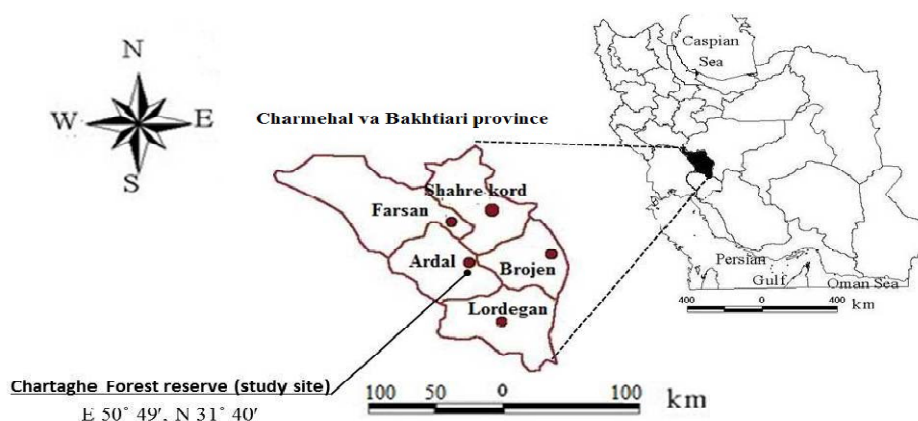 N
W E
S
Caspian
Sea
Charmehal va Bakhtiari province
Shahre kord
Farsan
Ardal
Brojen
Lordegan
Persian
Gulf
Oman Sea
400 0 400
km
Chartaghe Forest reserve (study site)
E 50˚ 49′, N 31˚ 40′
100 50 0 100
km